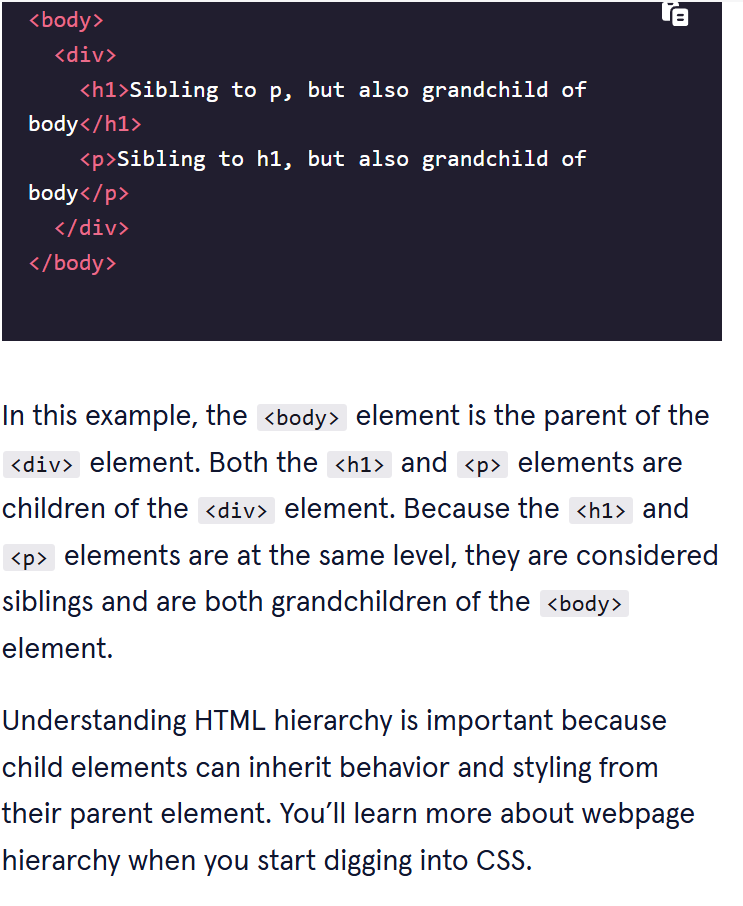 <body>
<div>
<h1>Sibling to p, but also grandchild of
body</h1>
<p>Sibling to h1, but also grandchild of
body</p>
</div>
</body>
In this example, the <body> element is the parent of the
<div> element. Both the <h1> and <p> elements are
children of the <div> element. Because the <h1> and
<p> elements are at the same level, they are considered
siblings and are both grandchildren of the <body>
element.
Understanding HTML hierarchy is important because
child elements can inherit behavior and styling from
their parent element. You’ll learn more about webpage
hierarchy when you start digging into CSS.